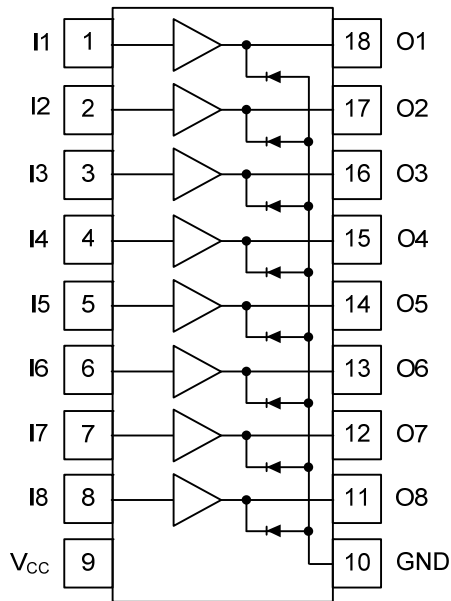 I1 1 18 O1
I2 2 17 O2
I3 3 16 O3
I4 4 15 O4
I5 5 14 O5
I6 6 13 O6
I7 7 12 O7
I8 8 11 O8
VCC 9 10 GND